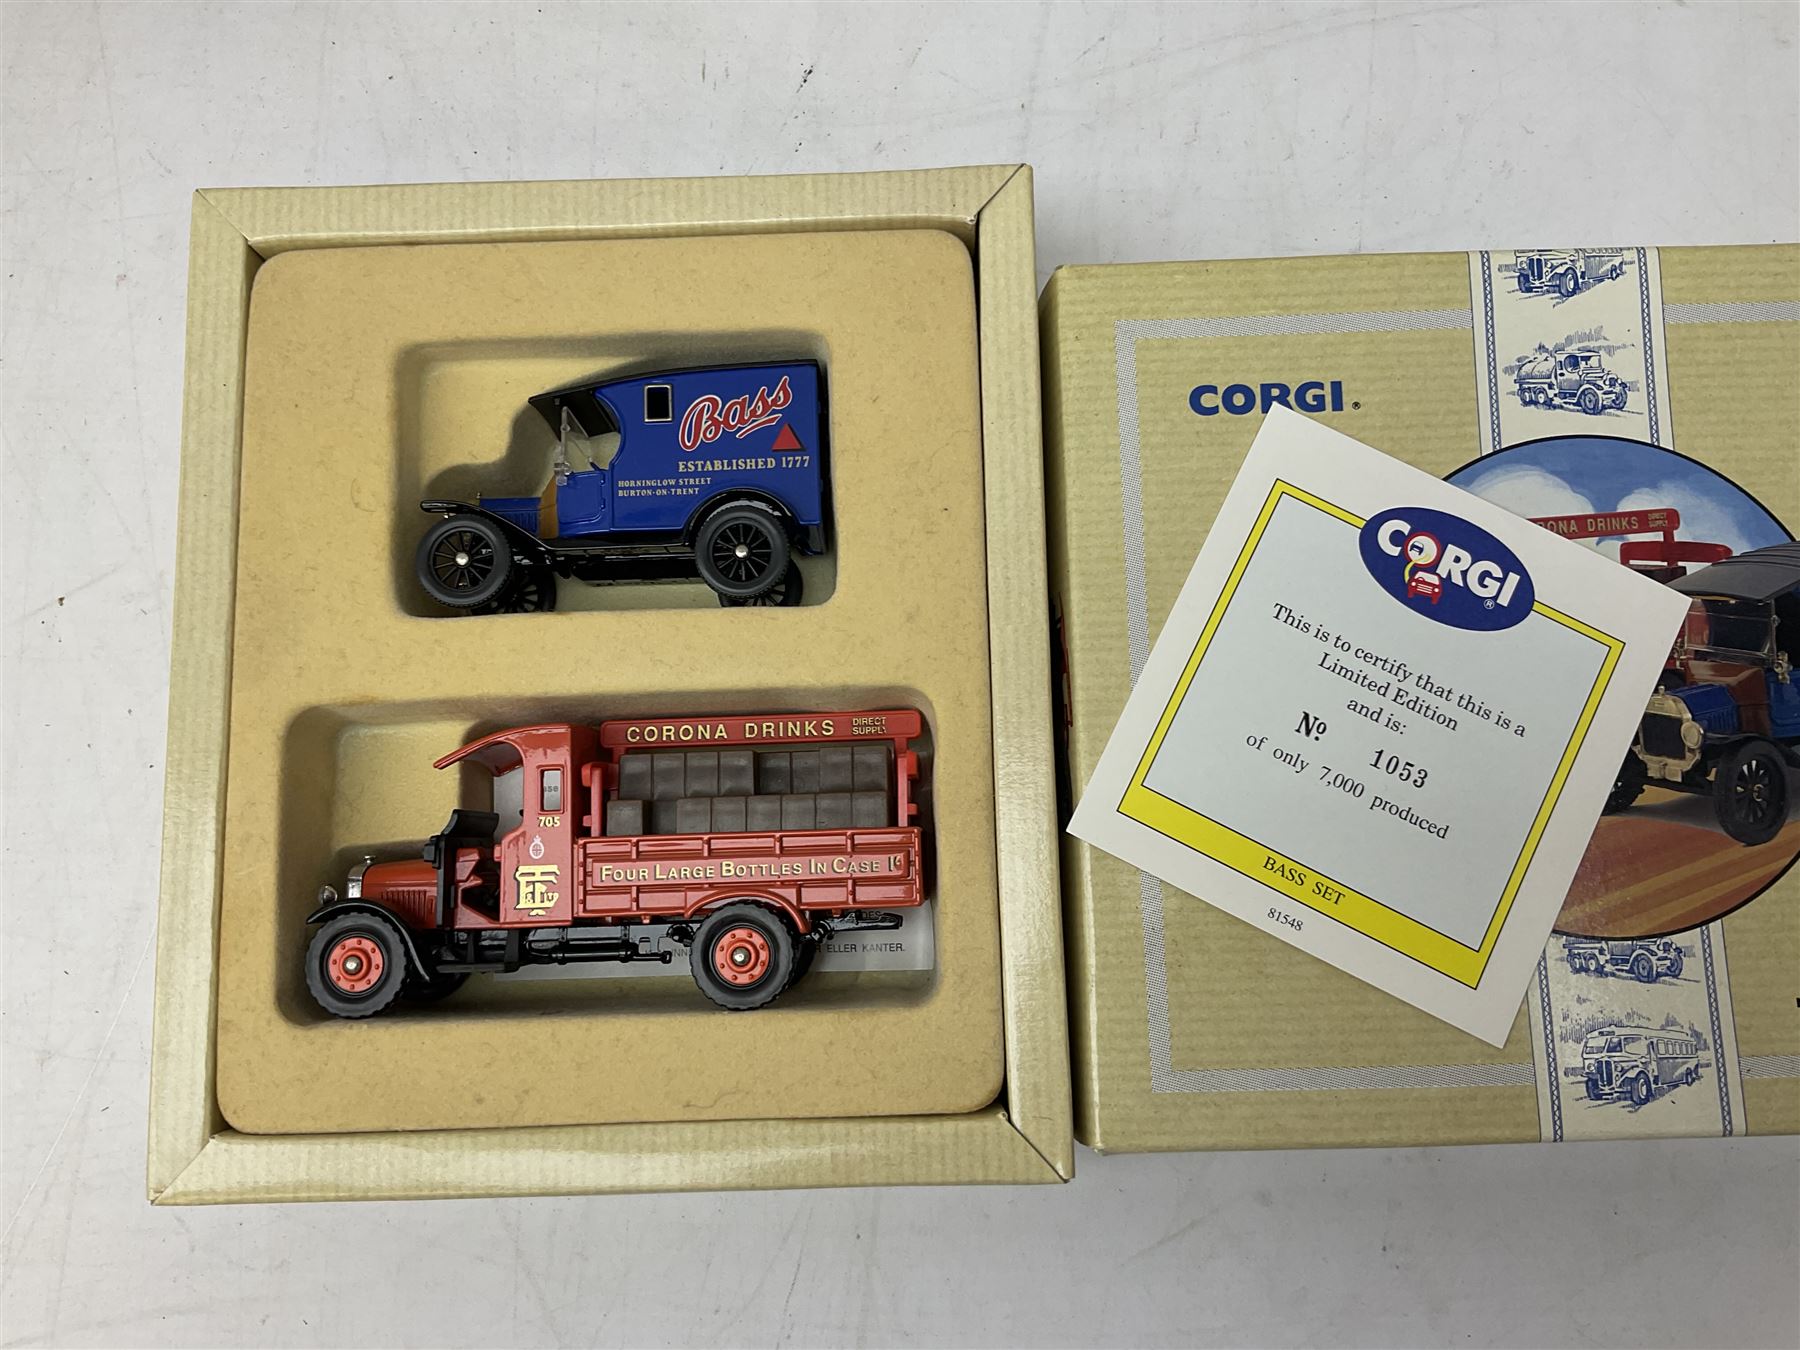 Bass
ESTABLISHED 1777
HORNINGLOW STREET
BURTON-ON-TRENT
CORONA DRINKS DIRECT SUPPLY
705
FOUR LARGE BOTTLES IN CASE
ELLER KANTER.
CORGI®
DRINKS DIRECT SUPPLY
CORGI®
This is to certify that this is a
Limited Edition
and is:
Nº 1053
of only 7,000 produced
BASS SET
81548